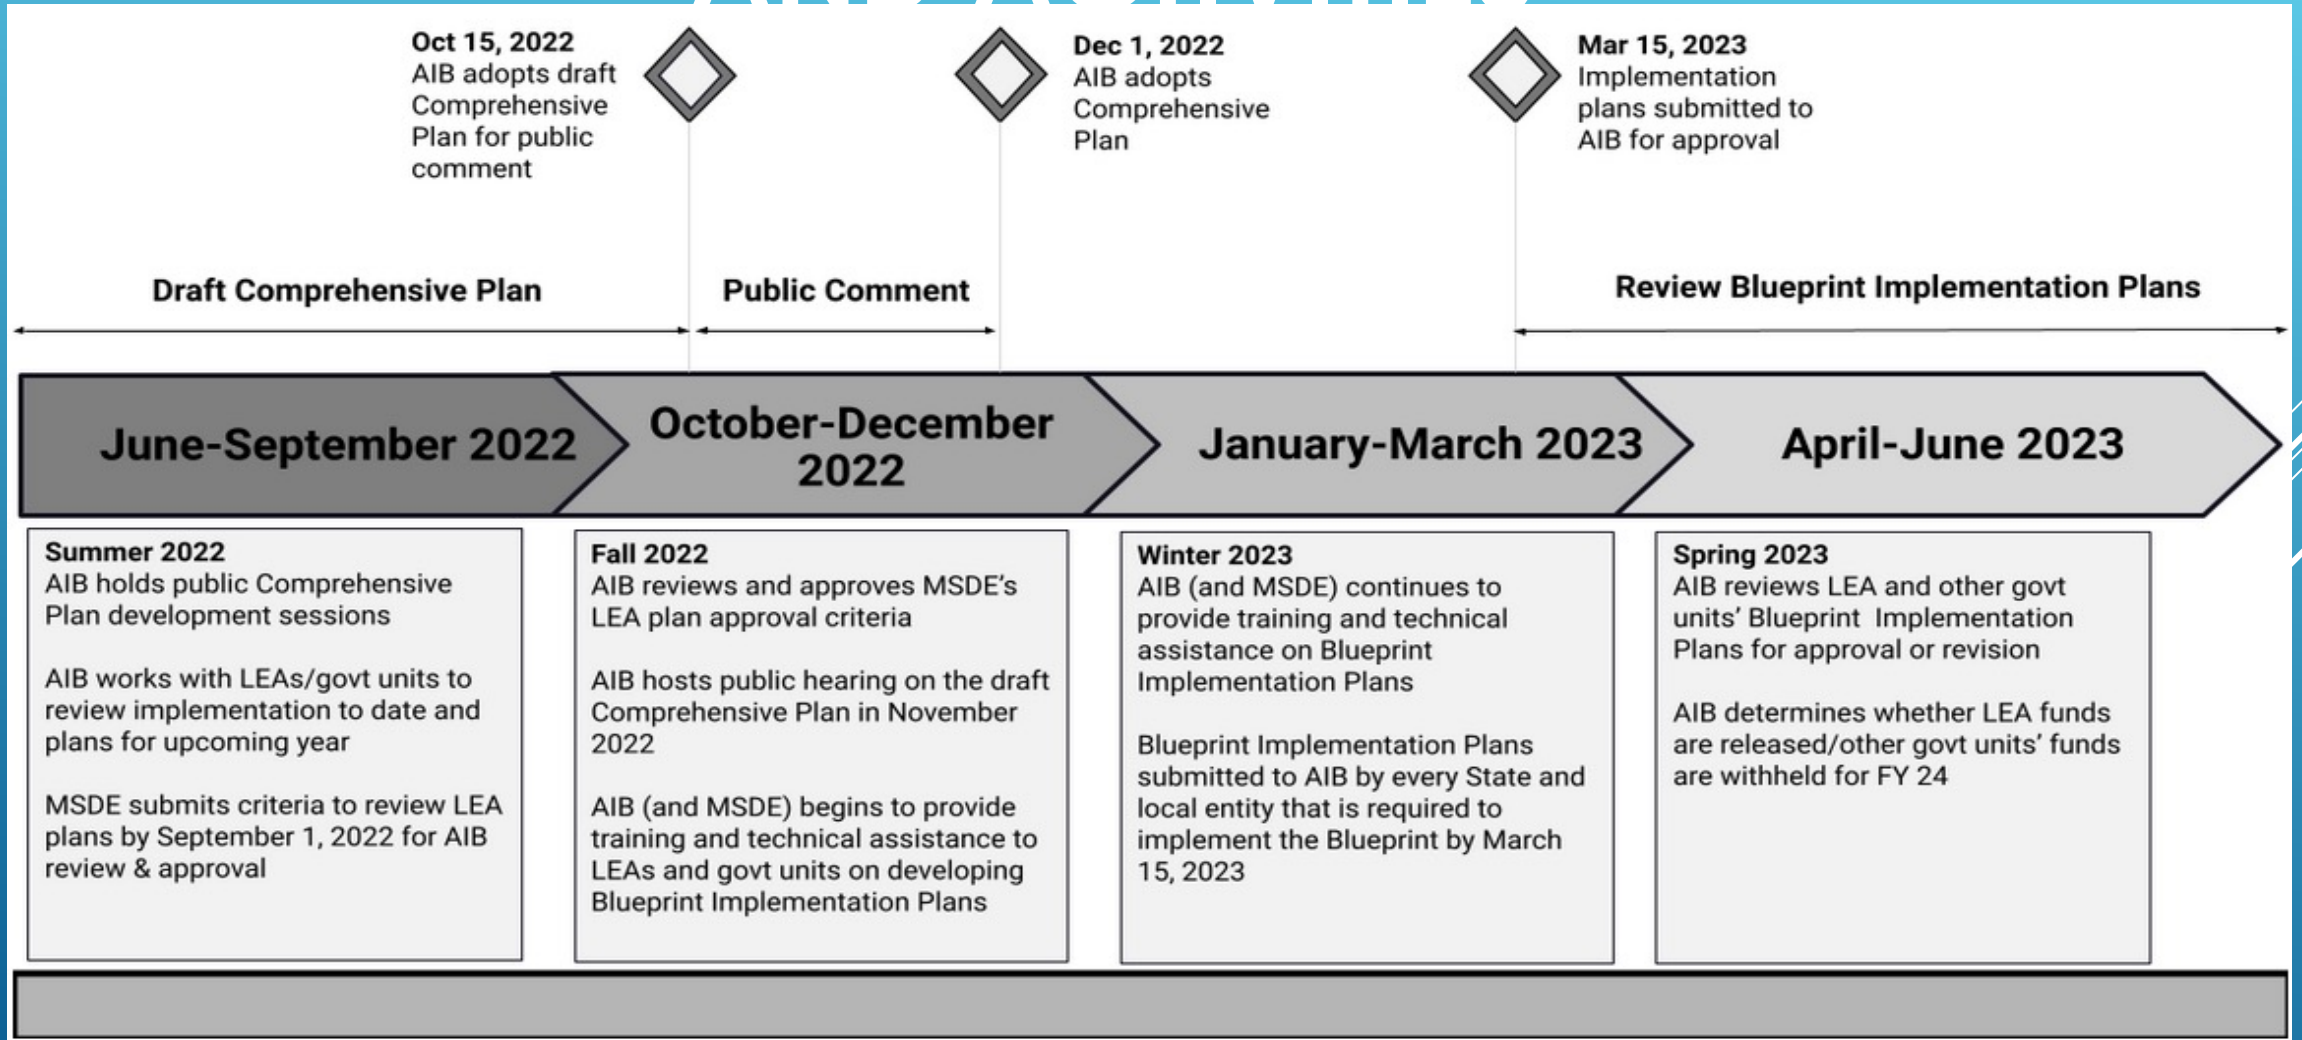 Oct 15, 2022
AIB adopts draft
Comprehensive
Plan for public
comment
Dec 1, 2022
AIB adopts
Comprehensive
Plan
Mar 15, 2023
Implementation
plans submitted to
AIB for approval
Draft Comprehensive Plan
Public Comment
Review Blueprint Implementation Plans
June-September 2022
October-December
2022
January-March 2023
April-June 2023
Summer 2022
AIB holds public Comprehensive
Plan development sessions
AIB works with LEAs/govt units to
review implementation to date and
plans for upcoming year
MSDE submits criteria to review LEA
plans by September 1, 2022 for AIB
review & approval
Fall 2022
AIB reviews and approves MSDE's
LEA plan approval criteria
AIB hosts public hearing on the draft
Comprehensive Plan in November
2022
AIB (and MSDE) begins to provide
training and technical assistance to
LEAs and govt units on developing
Blueprint Implementation Plans
Winter 2023
AIB (and MSDE) continues to
provide training and technical
assistance on Blueprint
Implementation Plans
Blueprint Implementation Plans
submitted to AIB by every State and
local entity that is required to
implement the Blueprint by March
15, 2023
Spring 2023
AIB reviews LEA and other govt
units' Blueprint Implementation
Plans for approval or revision
AIB determines whether LEA funds
are released/other govt units' funds
are withheld for FY 24